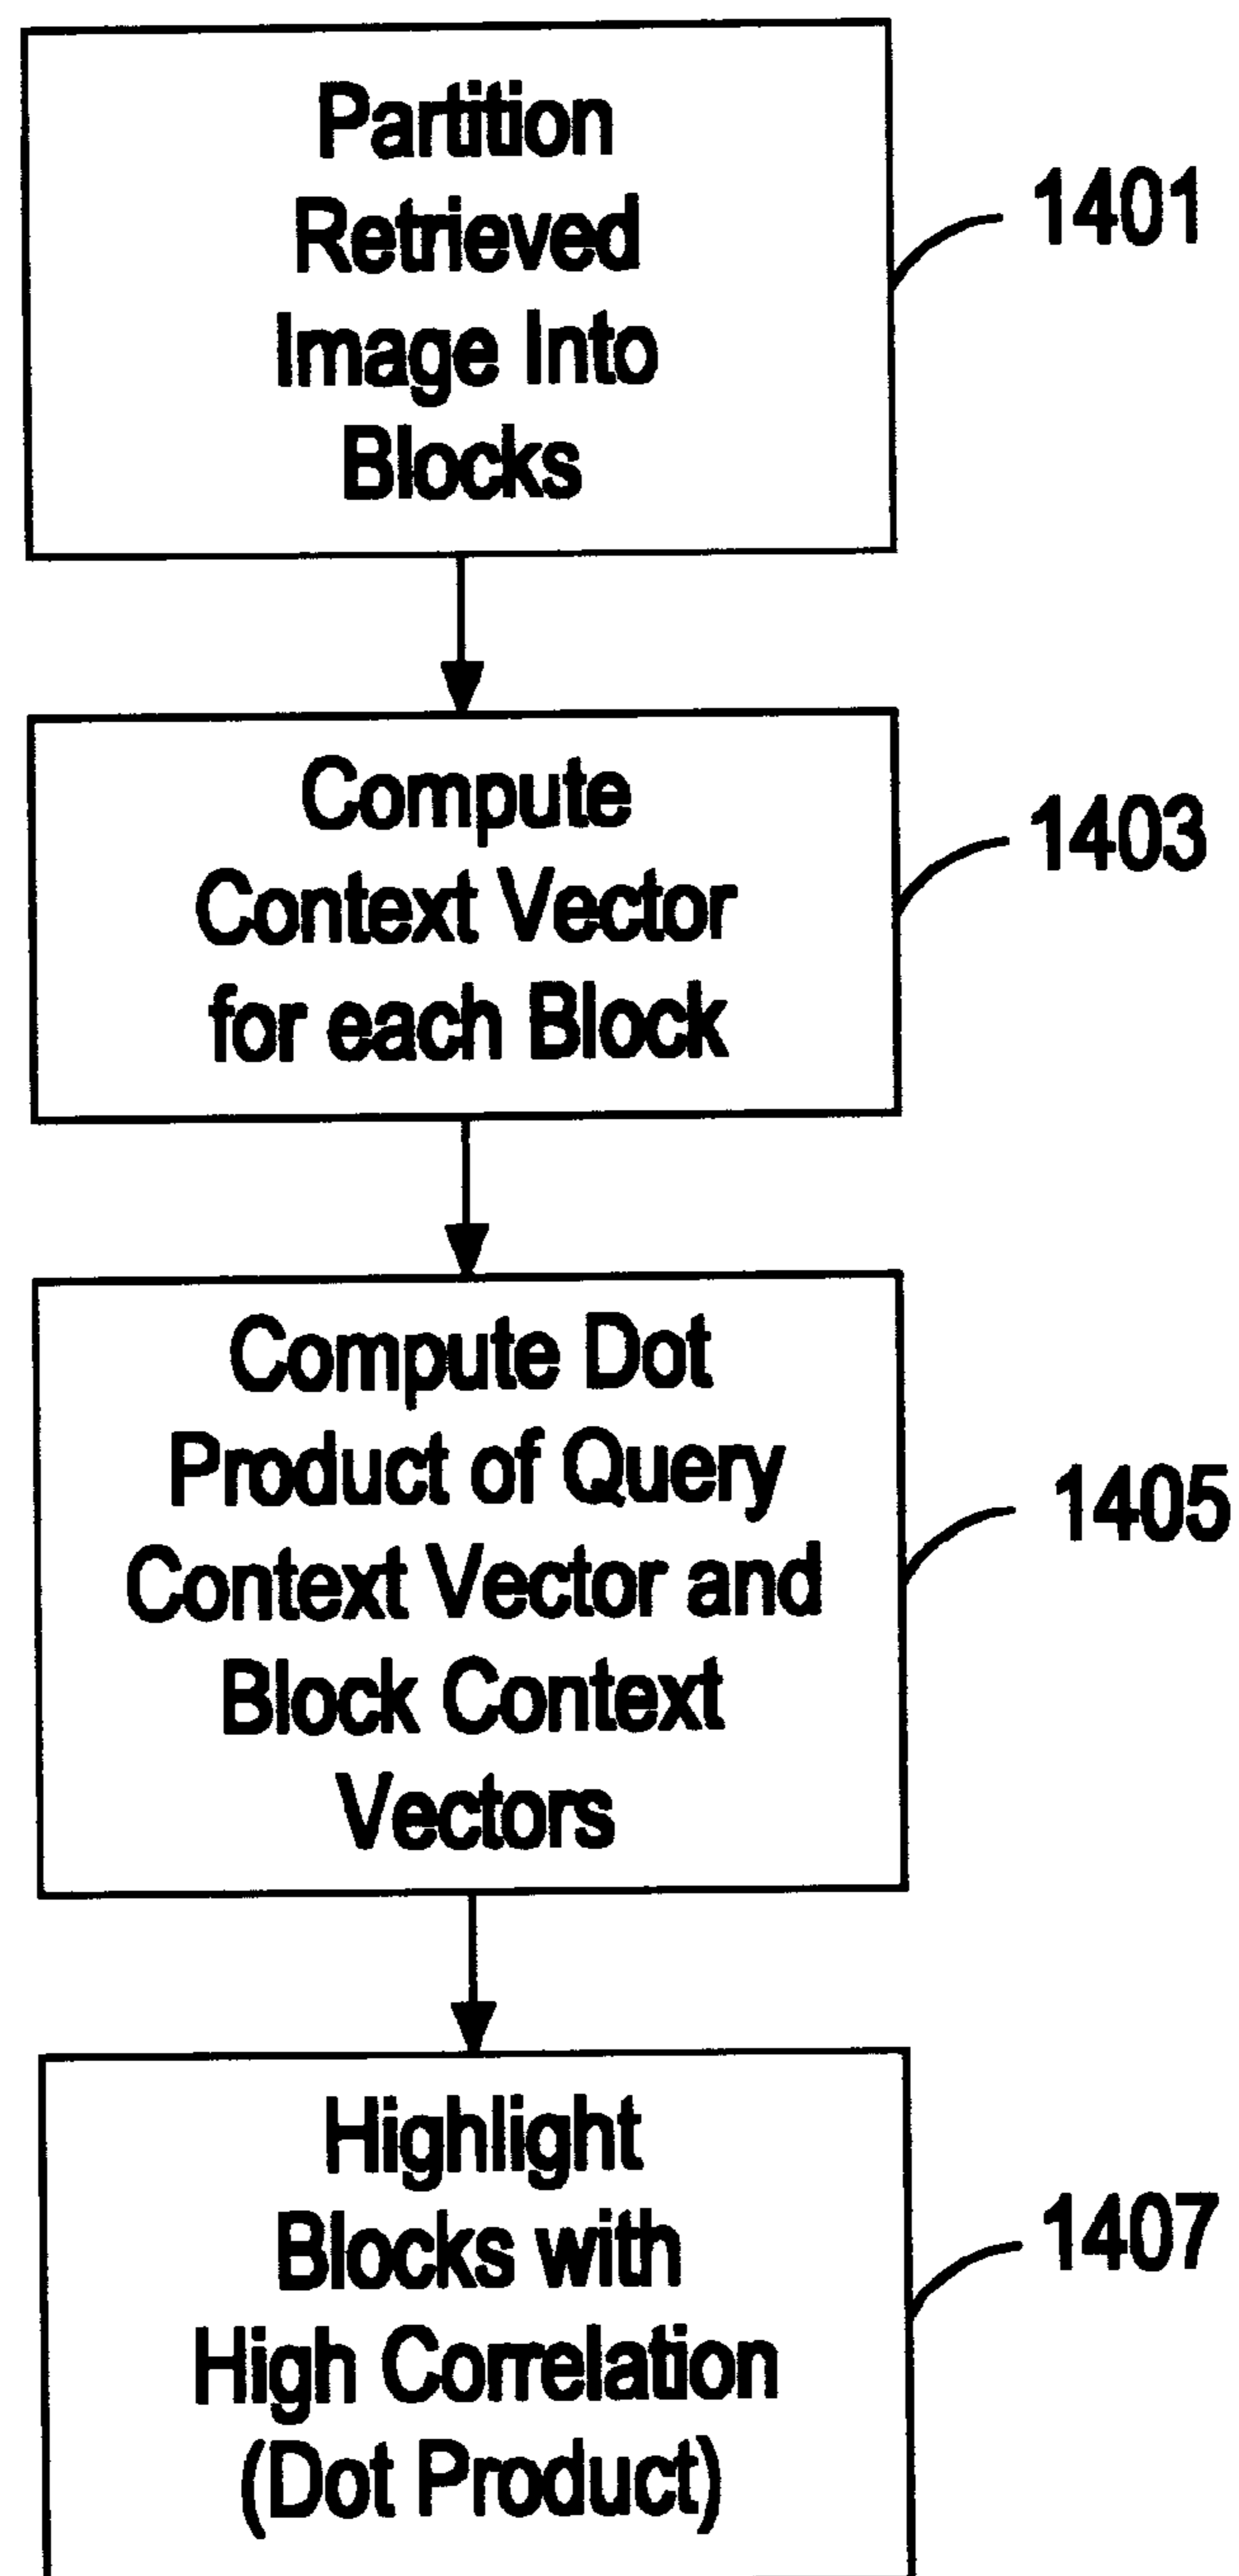 Partition
Retrieved
Image Into
Blocks
1401
Compute
Context Vector
for each Block
1403
Compute Dot
Product of Query
Context Vector and
Block Context
Vectors
1405
Highlight
Blocks with
High Correlation
(Dot Product)
1407